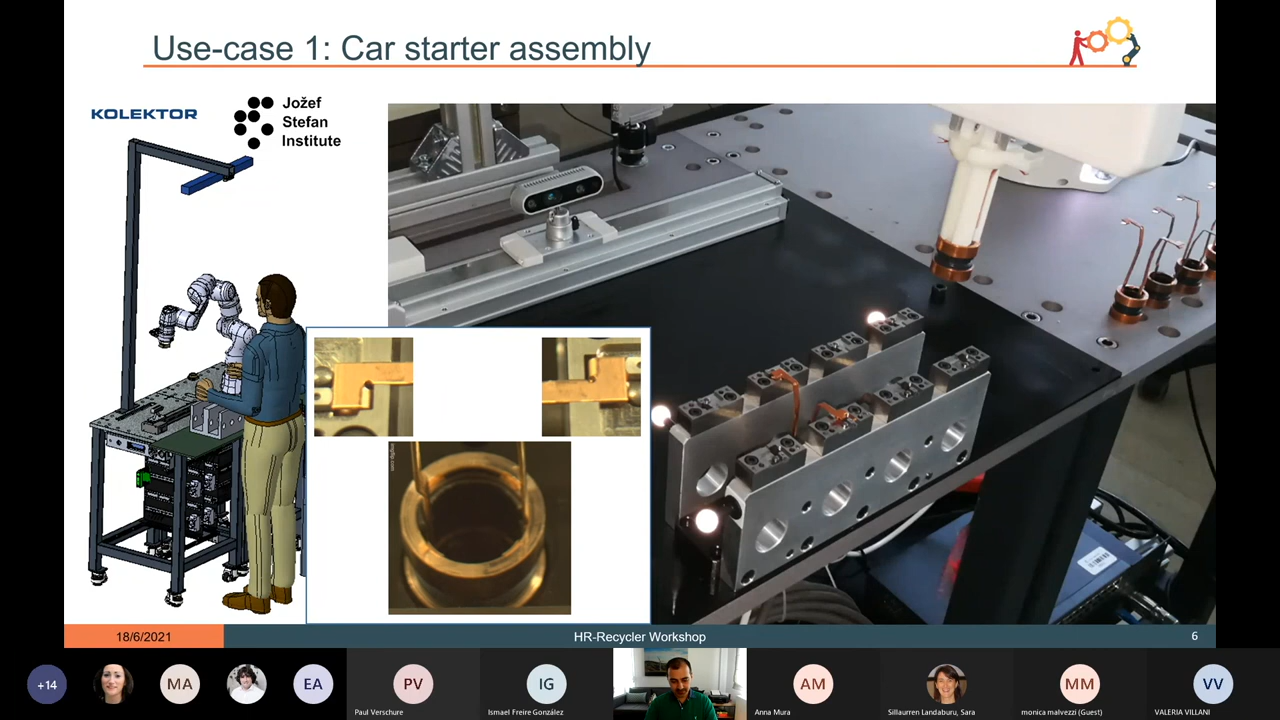 Use-case 1: Car starter assembly
KOLEKTOR
Jožef
Stefan
Institute
18/6/2021
HR-Recycler Workshop
6
+14
MA
EA
PV
Paul Verschure
IG
Ismael Freire González
AM
Anna Mura
Sillaurren Landaburu, Sara
MM
monica malvezzi (Guest)
VV
VALERIA VILLANI